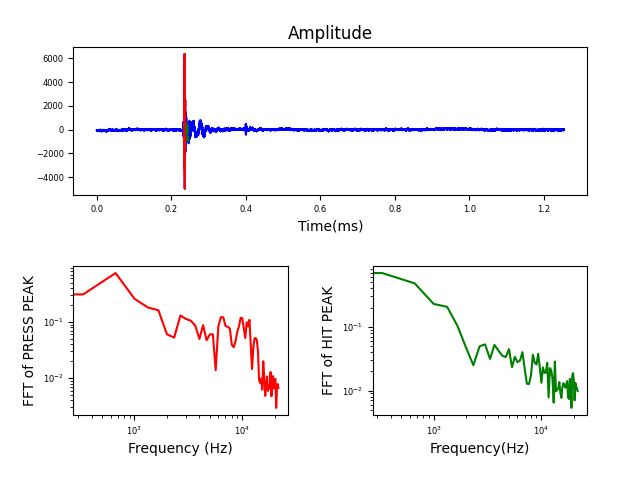 Amplitude
6000
4000
2000
0
−2000
−4000
0.0 0.2 0.4 0.6 0.8 1.0 1.2
Time(ms)
FFT of PRESS PEAK
10⁻¹
10⁻²
10³ 10⁴
Frequency (Hz)
FFT of HIT PEAK
10⁻¹
10⁻²
10³ 10⁴
Frequency(Hz)